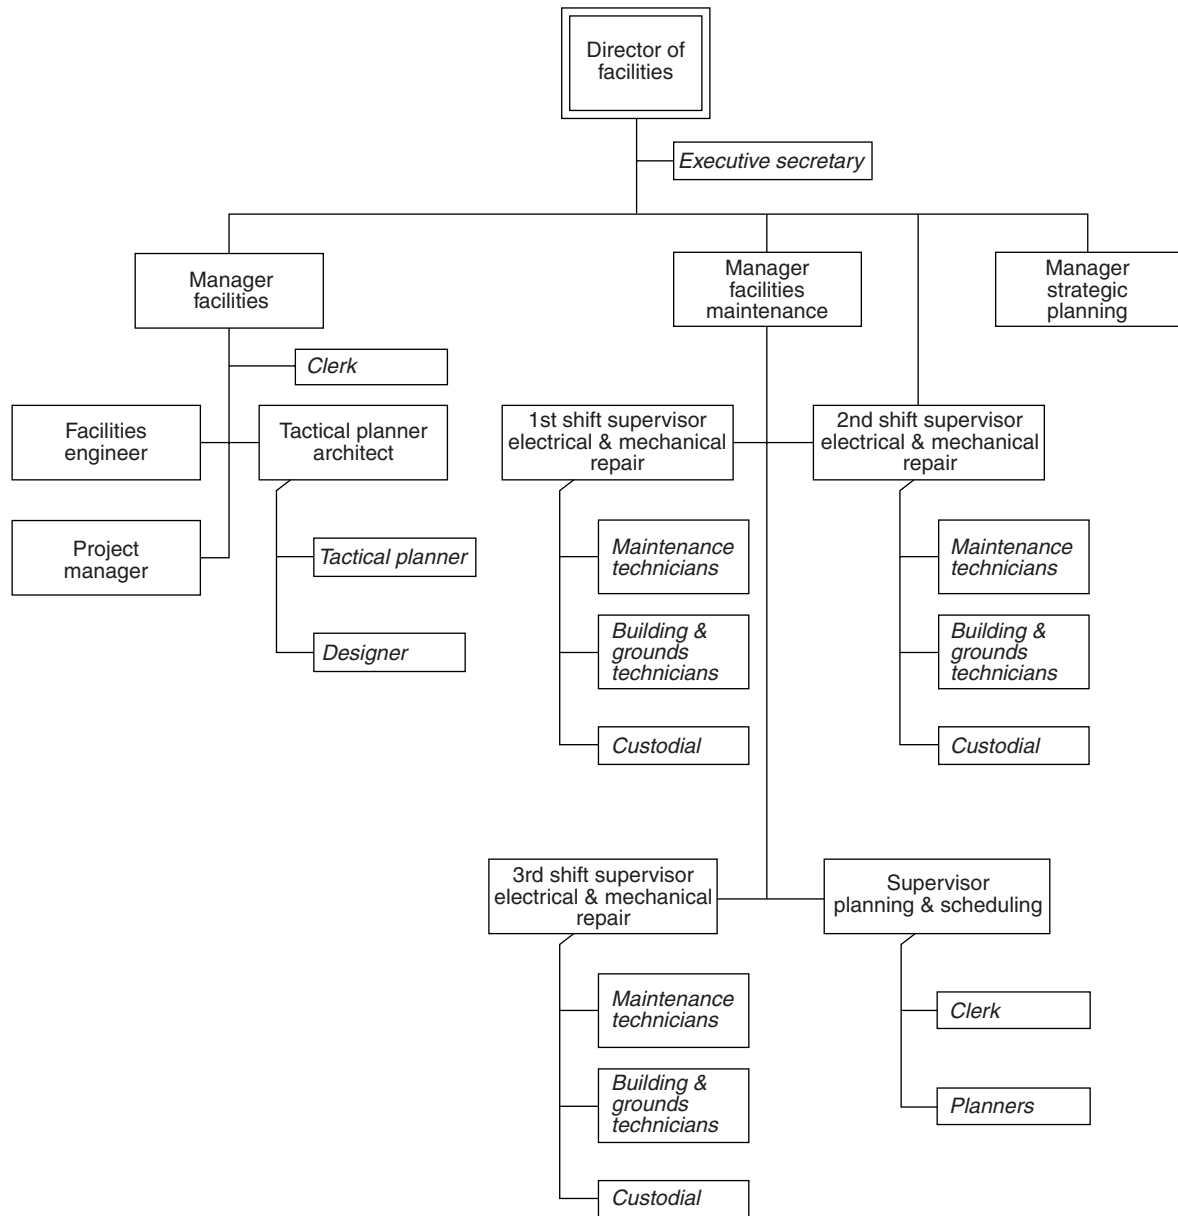 Director of
facilities
Executive secretary
Manager
facilities
Manager
facilities
maintenance
Manager
strategic
planning
Clerk
Facilities
engineer
Tactical planner
architect
1st shift supervisor
electrical & mechanical
repair
2nd shift supervisor
electrical & mechanical
repair
Project
manager
Tactical planner
Designer
Maintenance
technicians
Building &
grounds
technicians
Custodial
Maintenance
technicians
Building &
grounds
technicians
Custodial
3rd shift supervisor
electrical & mechanical
repair
Supervisor
planning & scheduling
Maintenance
technicians
Building &
grounds
technicians
Custodial
Clerk
Planners